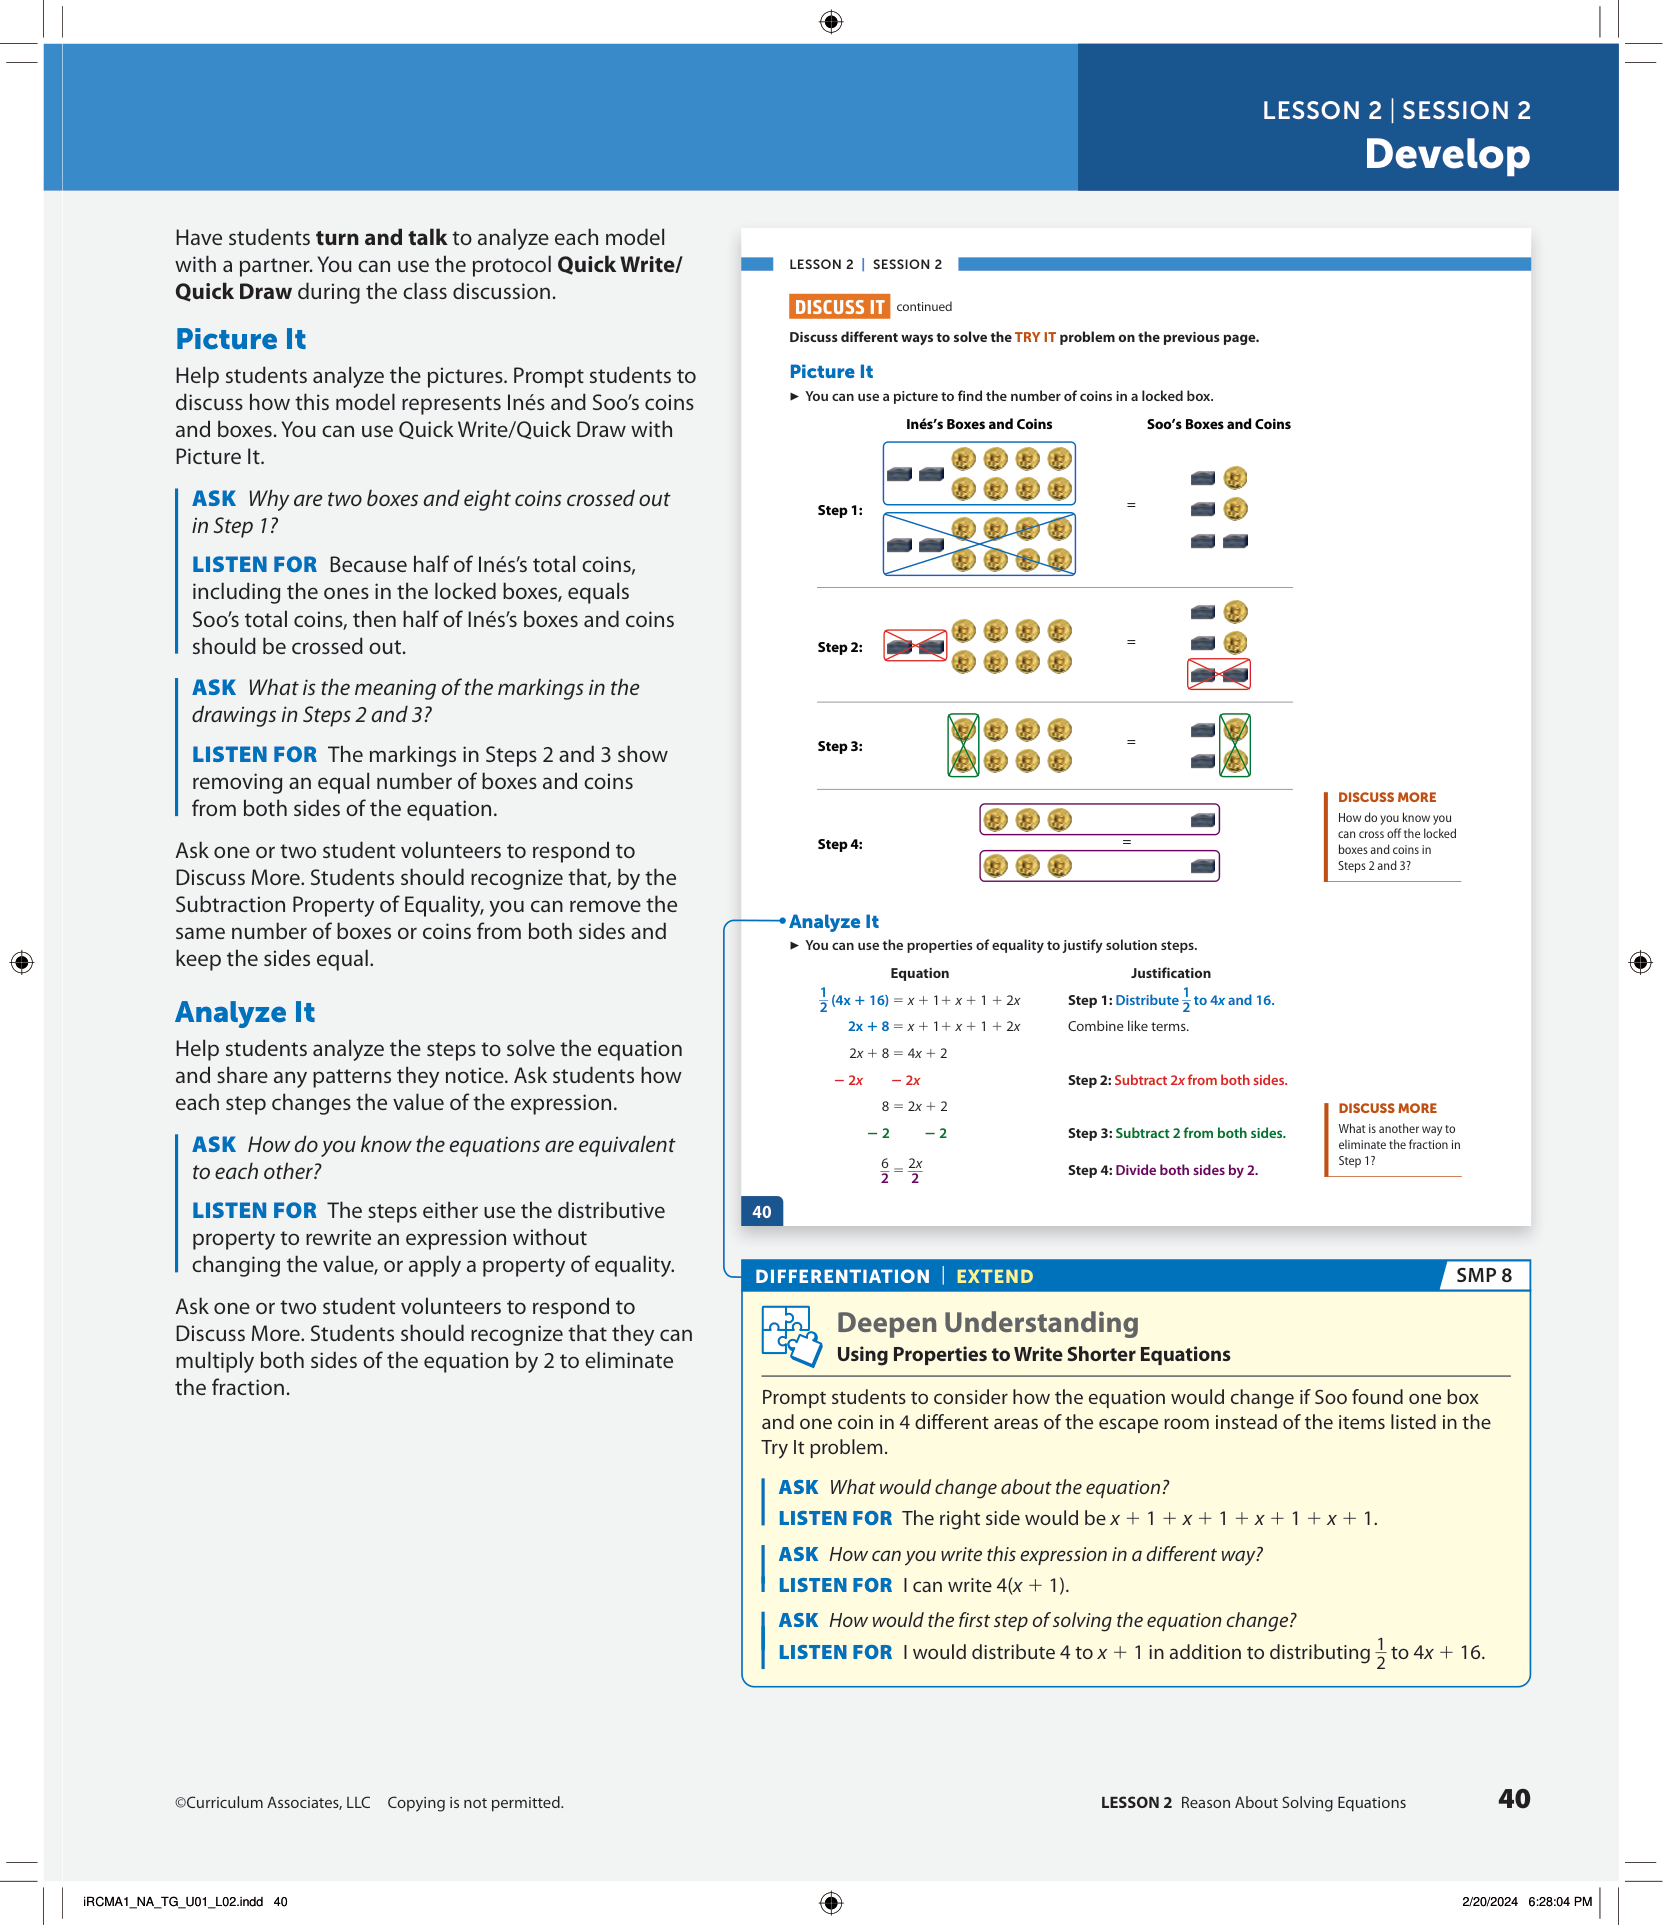 LESSON 2 | SESSION 2
Develop
Have students turn and talk to analyze each model
with a partner. You can use the protocol Quick Write/
Quick Draw during the class discussion.
Picture It
Help students analyze the pictures. Prompt students to
discuss how this model represents Inés and Soo’s coins
and boxes. You can use Quick Write/Quick Draw with
Picture It.
ASK Why are two boxes and eight coins crossed out
in Step 1?
LISTEN FOR Because half of Inés’s total coins,
including the ones in the locked boxes, equals
Soo’s total coins, then half of Inés’s boxes and coins
should be crossed out.
ASK What is the meaning of the markings in the
drawings in Steps 2 and 3?
LISTEN FOR The markings in Steps 2 and 3 show
removing an equal number of boxes and coins
from both sides of the equation.
Ask one or two student volunteers to respond to
Discuss More. Students should recognize that, by the
Subtraction Property of Equality, you can remove the
same number of boxes or coins from both sides and
keep the sides equal.
Analyze It
Help students analyze the steps to solve the equation
and share any patterns they notice. Ask students how
each step changes the value of the expression.
ASK How do you know the equations are equivalent
to each other?
LISTEN FOR The steps either use the distributive
property to rewrite an expression without
changing the value, or apply a property of equality.
Ask one or two student volunteers to respond to
Discuss More. Students should recognize that they can
multiply both sides of the equation by 2 to eliminate
the fraction.
LESSON 2 | SESSION 2
DISCUSS IT continued
Discuss different ways to solve the TRY IT problem on the previous page.
Picture It
► You can use a picture to find the number of coins in a locked box.
Inés’s Boxes and Coins Soo’s Boxes and Coins
Step 1: =
Step 2: =
Step 3: =
Step 4: =
DISCUSS MORE
How do you know you
can cross off the locked
boxes and coins in
Steps 2 and 3?
Analyze It
► You can use the properties of equality to justify solution steps.
Equation Justification
1/2 (4x + 16) = x + 1 + x + 1 + 2x Step 1: Distribute 1/2 to 4x and 16.
2x + 8 = x + 1 + x + 1 + 2x Combine like terms.
2x + 8 = 4x + 2
− 2x − 2x Step 2: Subtract 2x from both sides.
8 = 2x + 2
− 2 − 2 Step 3: Subtract 2 from both sides.
6/2 = 2x/2 Step 4: Divide both sides by 2.
DISCUSS MORE
What is another way to
eliminate the fraction in
Step 1?
40
DIFFERENTIATION | EXTEND SMP 8
Deepen Understanding
Using Properties to Write Shorter Equations
Prompt students to consider how the equation would change if Soo found one box
and one coin in 4 different areas of the escape room instead of the items listed in the
Try It problem.
ASK What would change about the equation?
LISTEN FOR The right side would be x + 1 + x + 1 + x + 1 + x + 1.
ASK How can you write this expression in a different way?
LISTEN FOR I can write 4(x + 1).
ASK How would the first step of solving the equation change?
LISTEN FOR I would distribute 4 to x + 1 in addition to distributing 1/2 to 4x + 16.
©Curriculum Associates, LLC Copying is not permitted.
LESSON 2 Reason About Solving Equations 40
iRCMA1_NA_TG_U01_L02.indd 40
2/20/2024 6:28:04 PM